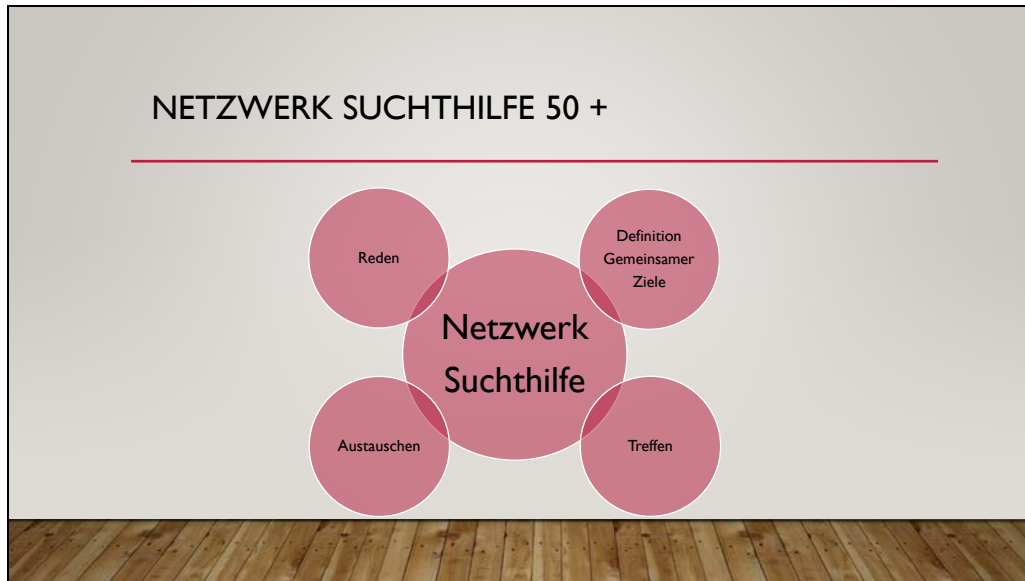 NETZWERK SUCHTHILFE 50 +
Reden
Definition
Gemeinsamer
Ziele
Netzwerk
Suchthilfe
Austauschen
Treffen